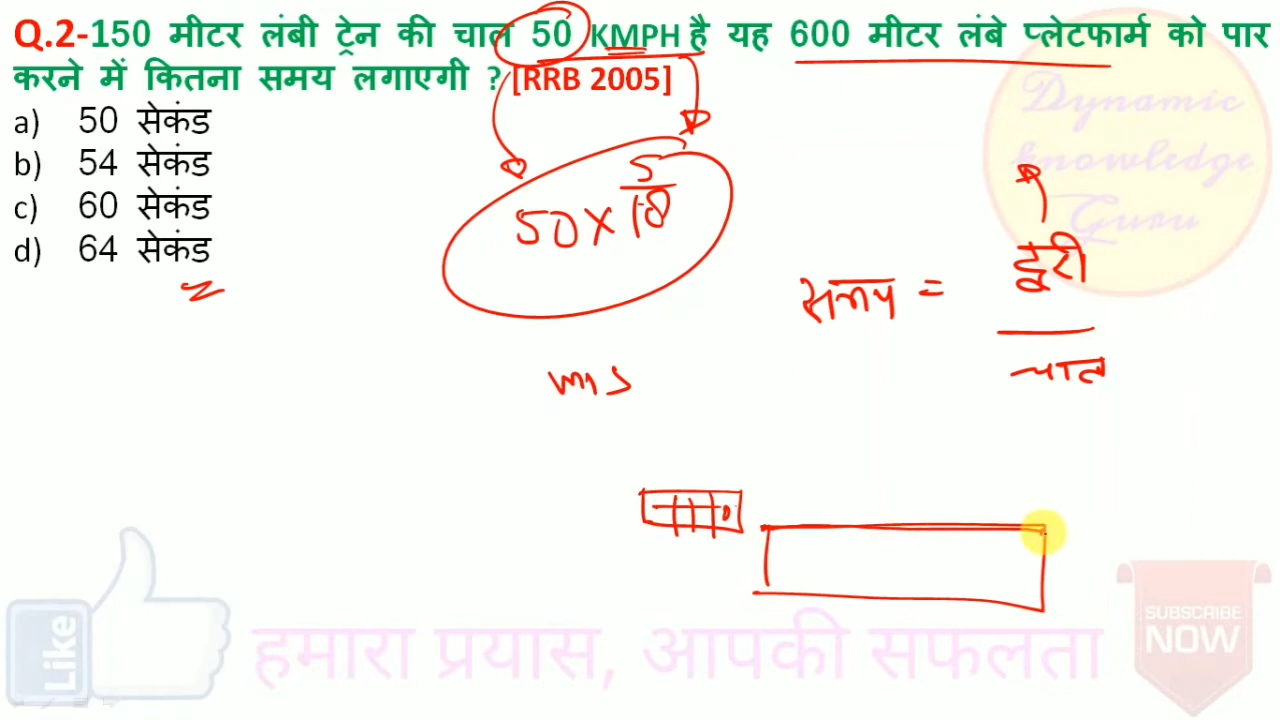 Q.2-150 मीटर लंबी ट्रेन की चाल 50 KMPH है यह 600 मीटर लंबे प्लेटफार्म को पार
करने में कितना समय लगाएगी ? [RRB 2005]
a) 50 सेकंड
b) 54 सेकंड
c) 60 सेकंड
d) 64 सेकंड
Dynamic
knowledge
Guru
5
50 × 18
समय = दूरी
चाल
m/s
Like
हमारा प्रयास, आपकी सफलता
SUBSCRIBE
NOW